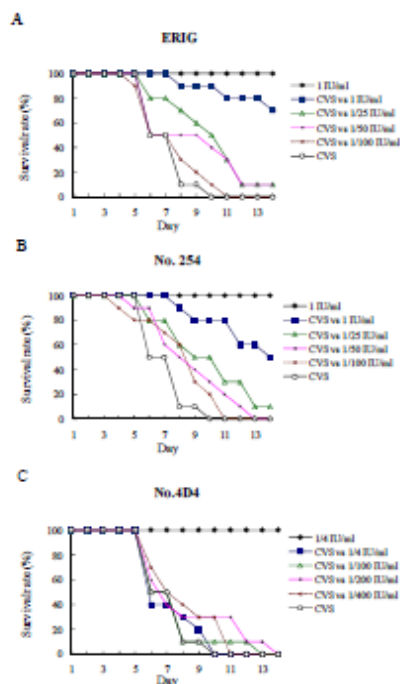 A
ERIG
Survival rate (%)
100
80
60
40
20
0
1 3 5 7 9 11 13
Day
1 IU/ml
CVS vs 1 IU/ml
CVS vs 1/25 IU/ml
CVS vs 1/50 IU/ml
CVS vs 1/100 IU/ml
CVS
B
No. 254
Survival rate (%)
100
80
60
40
20
0
1 3 5 7 9 11 13
Day
1 IU/ml
CVS vs 1 IU/ml
CVS vs 1/25 IU/ml
CVS vs 1/50 IU/ml
CVS vs 1/100 IU/ml
CVS
C
No.4D4
Survival rate (%)
100
80
60
40
20
0
1 3 5 7 9 11 13
Day
1/4 IU/ml
CVS vs 1/4 IU/ml
CVS vs 1/100 IU/ml
CVS vs 1/200 IU/ml
CVS vs 1/400 IU/ml
CVS